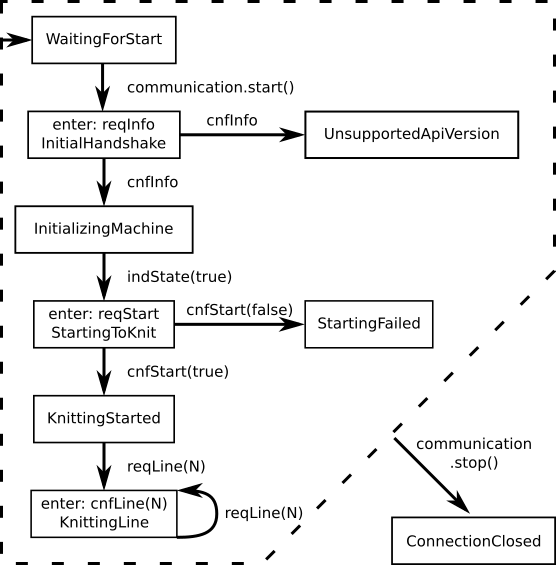 WaitingForStart
communication.start()
enter: reqInfo
InitialHandshake
cnfInfo
UnsupportedApiVersion
cnfInfo
InitializingMachine
indState(true)
enter: reqStart
StartingToKnit
cnfStart(false)
StartingFailed
cnfStart(true)
KnittingStarted
reqLine(N)
enter: cnfLine(N)
KnittingLine
reqLine(N)
communication
.stop()
ConnectionClosed